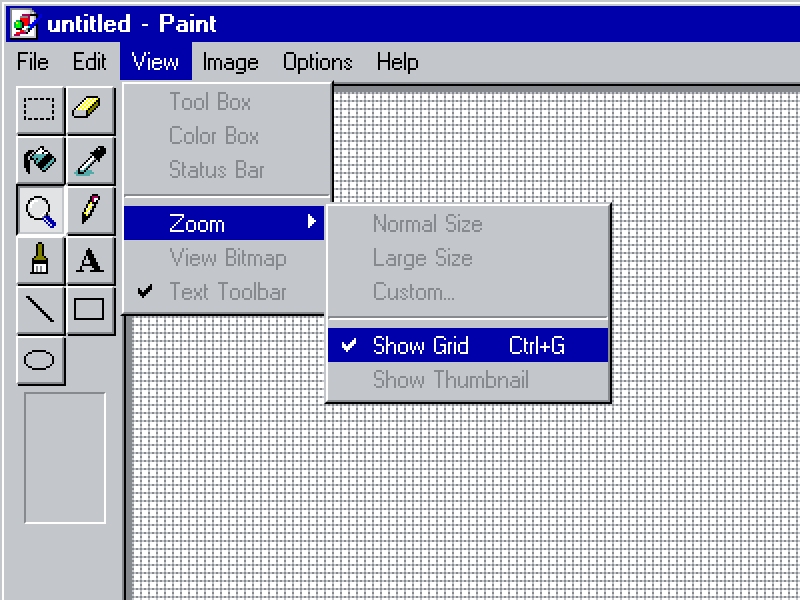 untitled - Paint
File Edit View Image Options Help
Tool Box
Color Box
Status Bar
Zoom
View Bitmap
Text Toolbar
Normal Size
Large Size
Custom...
Show Grid Ctrl+G
Show Thumbnail
A